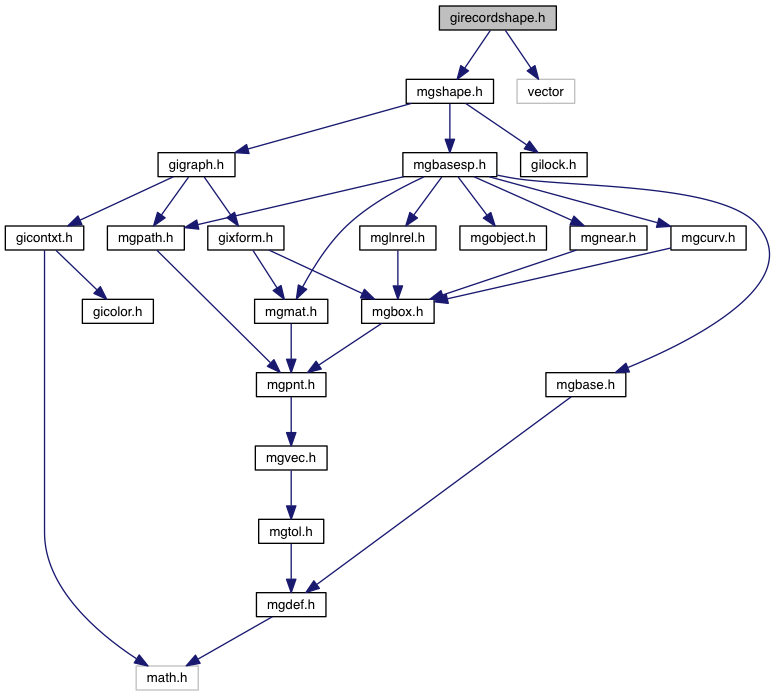 girecordshape.h
mgshape.h
vector
gigraph.h
mgbasesp.h
gilock.h
gicontxt.h
mgpath.h
gixform.h
mglnrel.h
mgobject.h
mgnear.h
mgcurv.h
gicolor.h
mgmat.h
mgbox.h
mgpnt.h
mgbase.h
mgvec.h
mgtol.h
mgdef.h
math.h